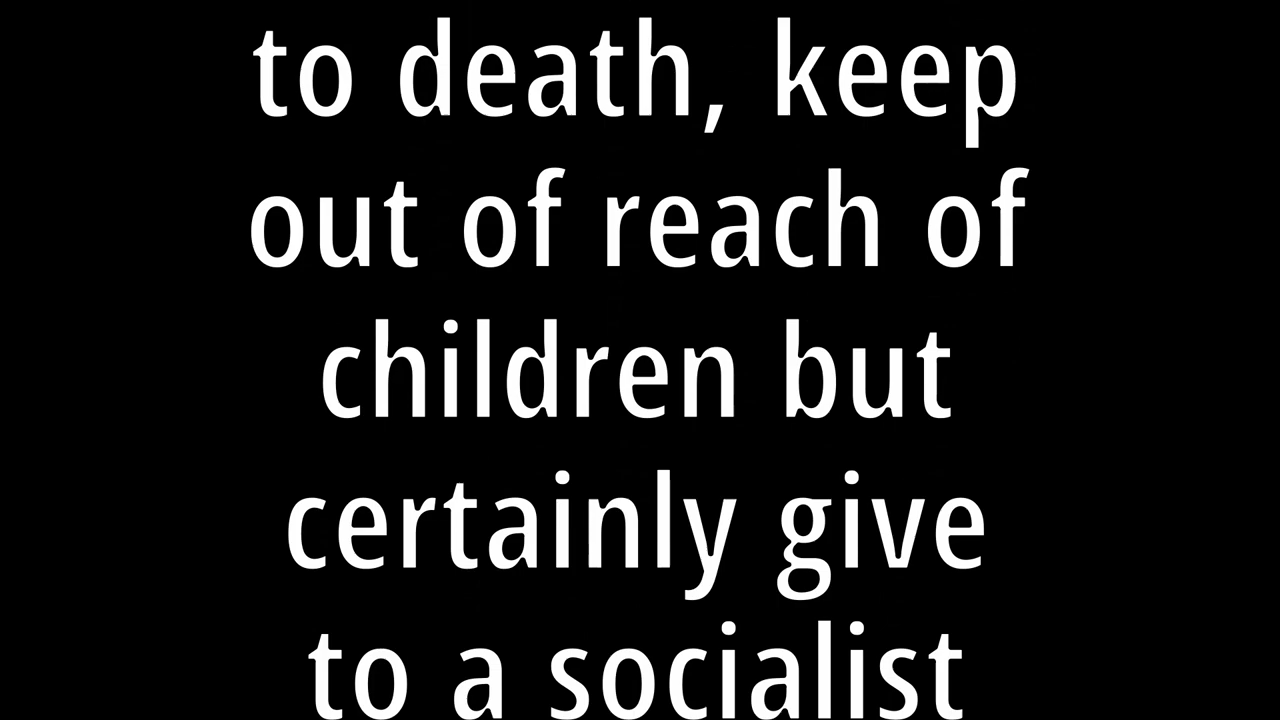 to death, keep
out of reach of
children but
certainly give
to a socialist